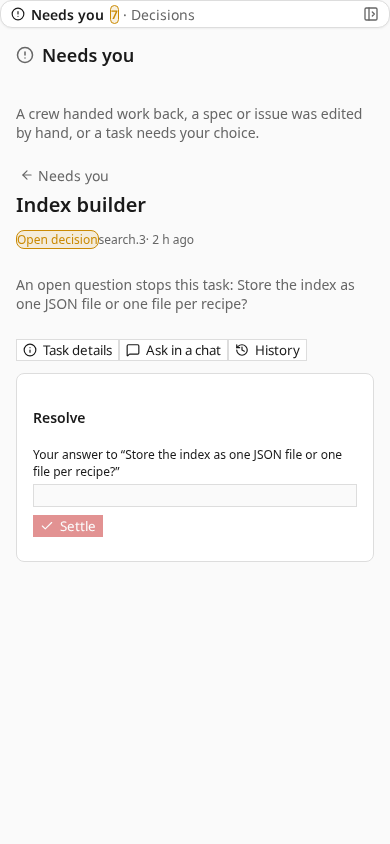 Needs you 7 · Decisions
Needs you
A crew handed work back, a spec or issue was edited
by hand, or a task needs your choice.
Needs you
Index builder
Open decision search.3 · 2 h ago
An open question stops this task: Store the index as
one JSON file or one file per recipe?
Task details Ask in a chat History
Resolve
Your answer to “Store the index as one JSON file or one
file per recipe?”
Settle